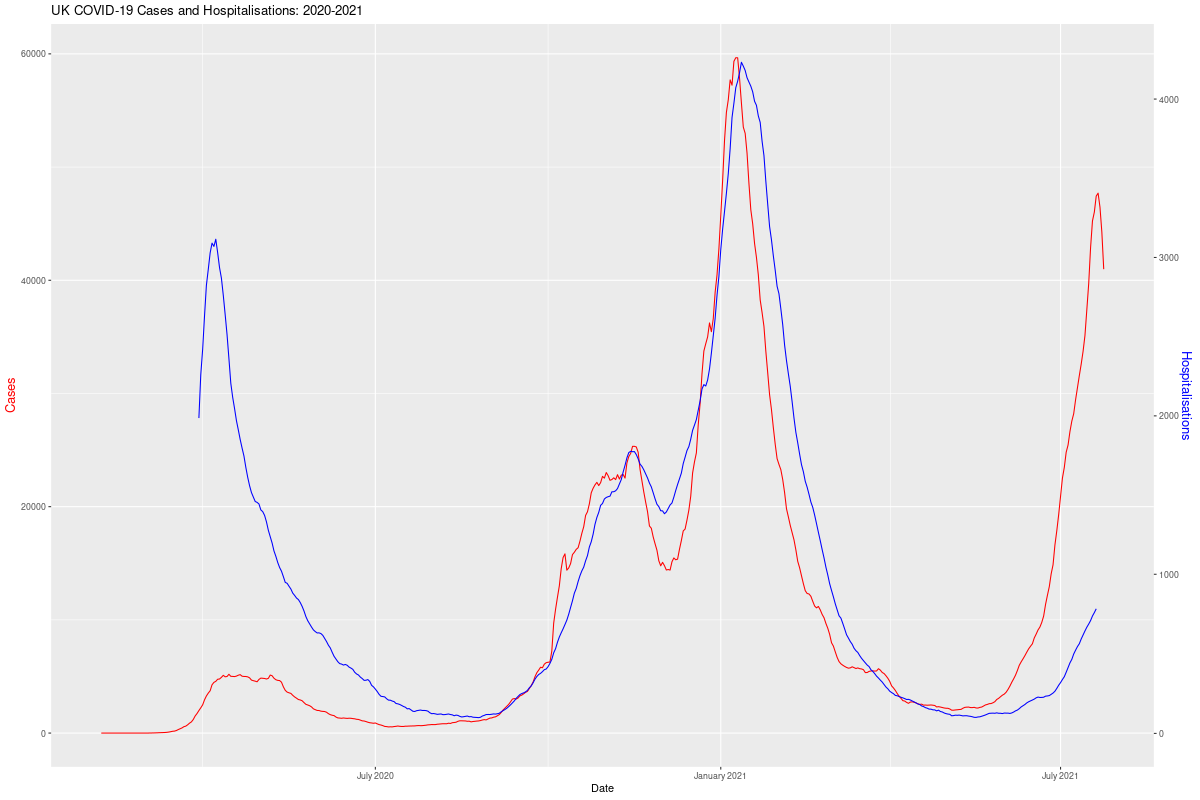 UK COVID-19 Cases and Hospitalisations: 2020-2021
60000
40000
20000
0
Cases
4000
3000
2000
1000
0
Hospitalisations
July 2020
January 2021
July 2021
Date